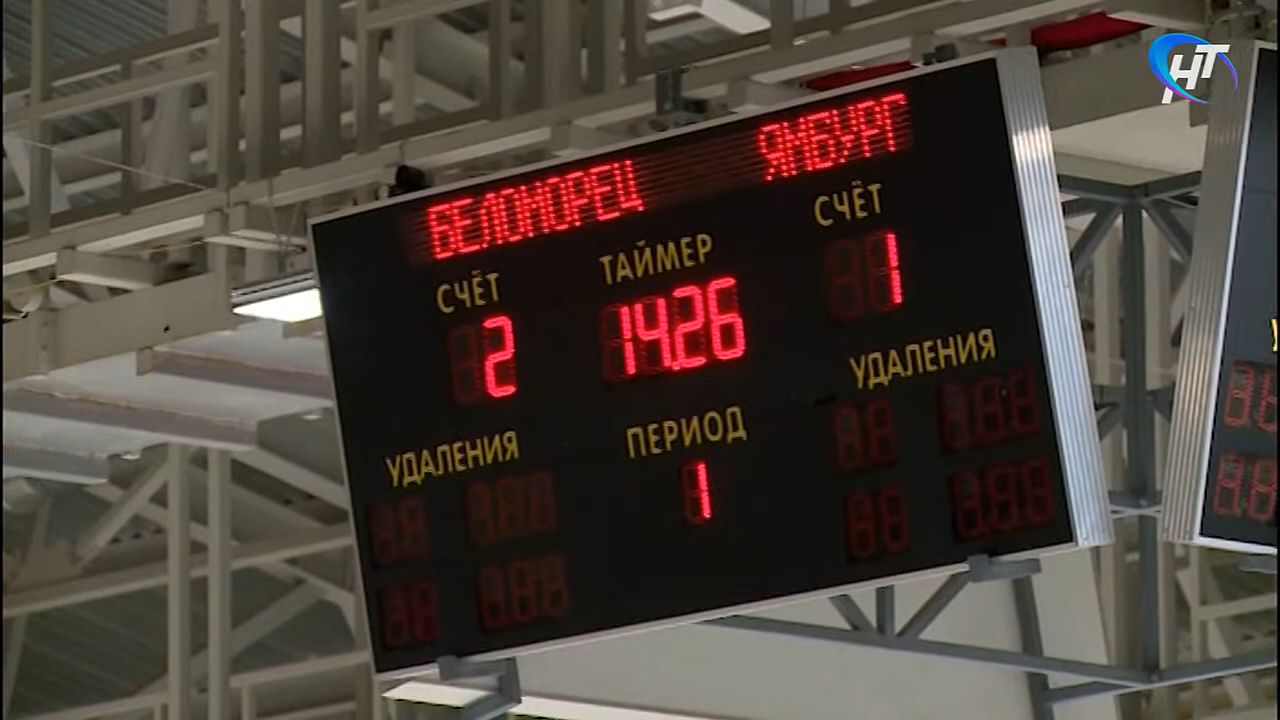 НТ
БЕЛОМОРЕЦ ЯМБУРГ
СЧЁТ ТАЙМЕР СЧЁТ
2 14.26 1
УДАЛЕНИЯ ПЕРИОД УДАЛЕНИЯ
1